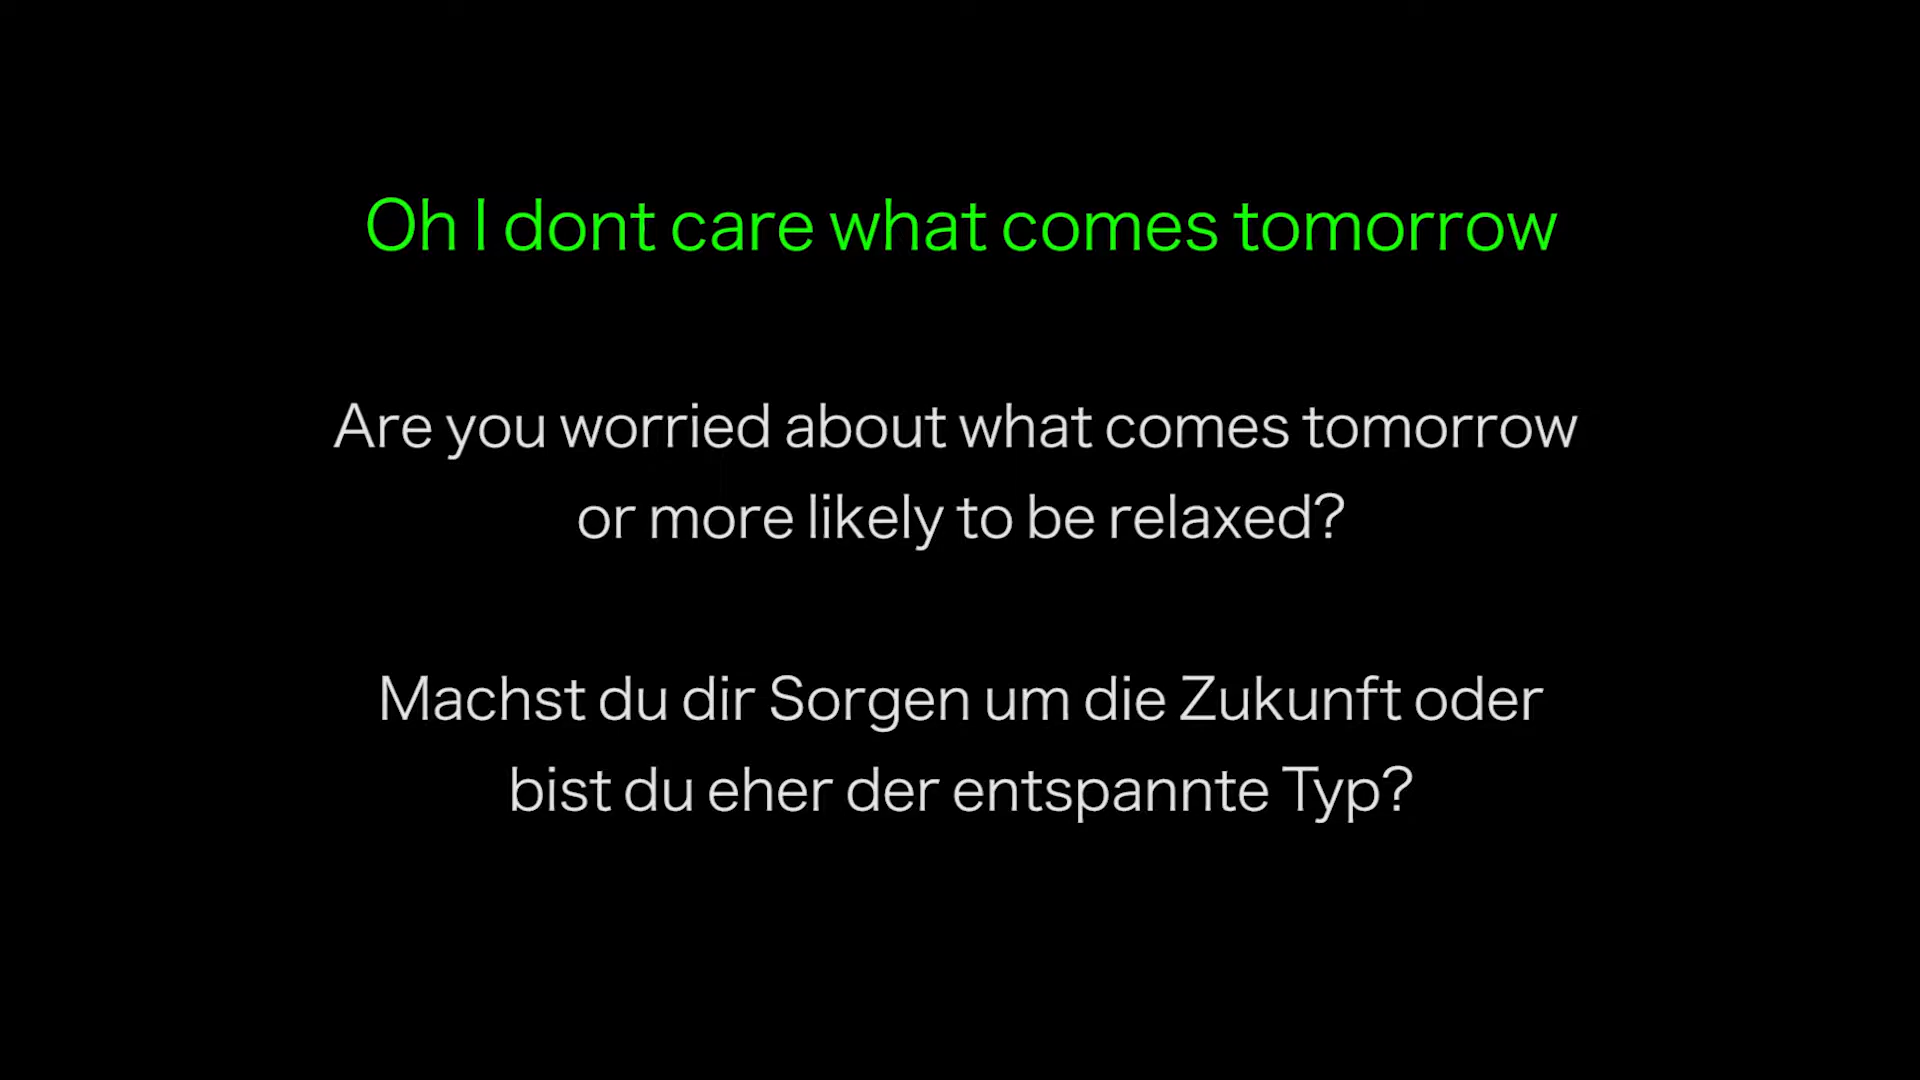 Oh I dont care what comes tomorrow
Are you worried about what comes tomorrow
or more likely to be relaxed?
Machst du dir Sorgen um die Zukunft oder
bist du eher der entspannte Typ?